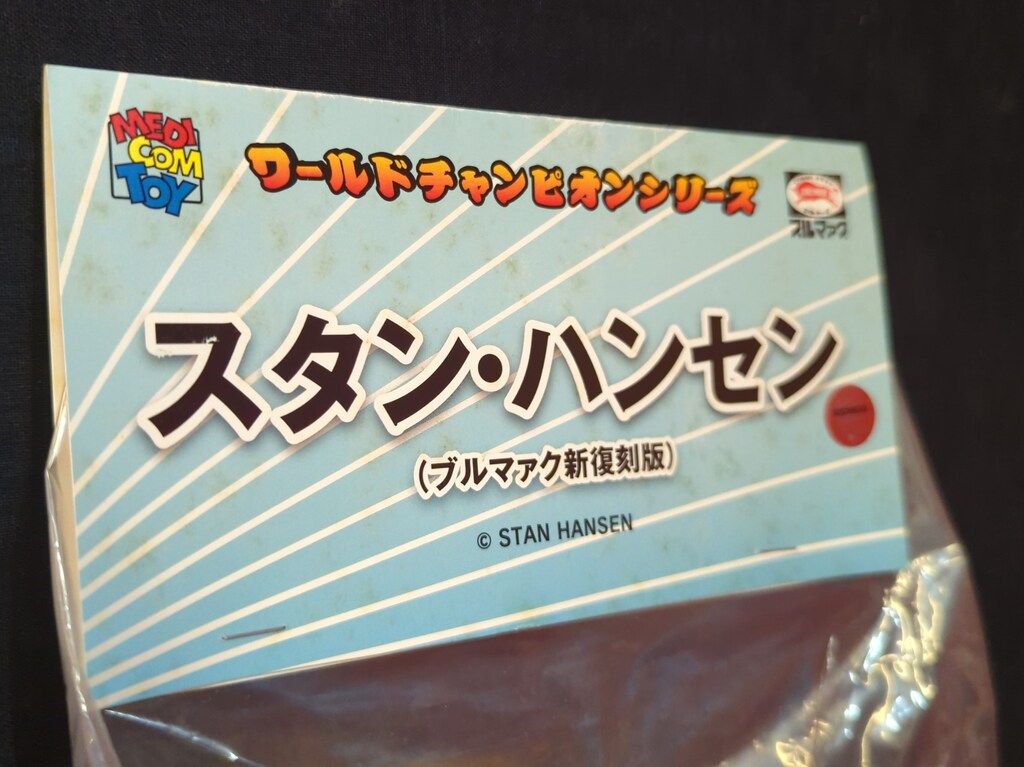 MEDI
COM
TOY
ワールドチャンピオンシリーズ
ブルマァク
スタン・ハンセン
(ブルマァク新復刻版)
© STAN HANSEN